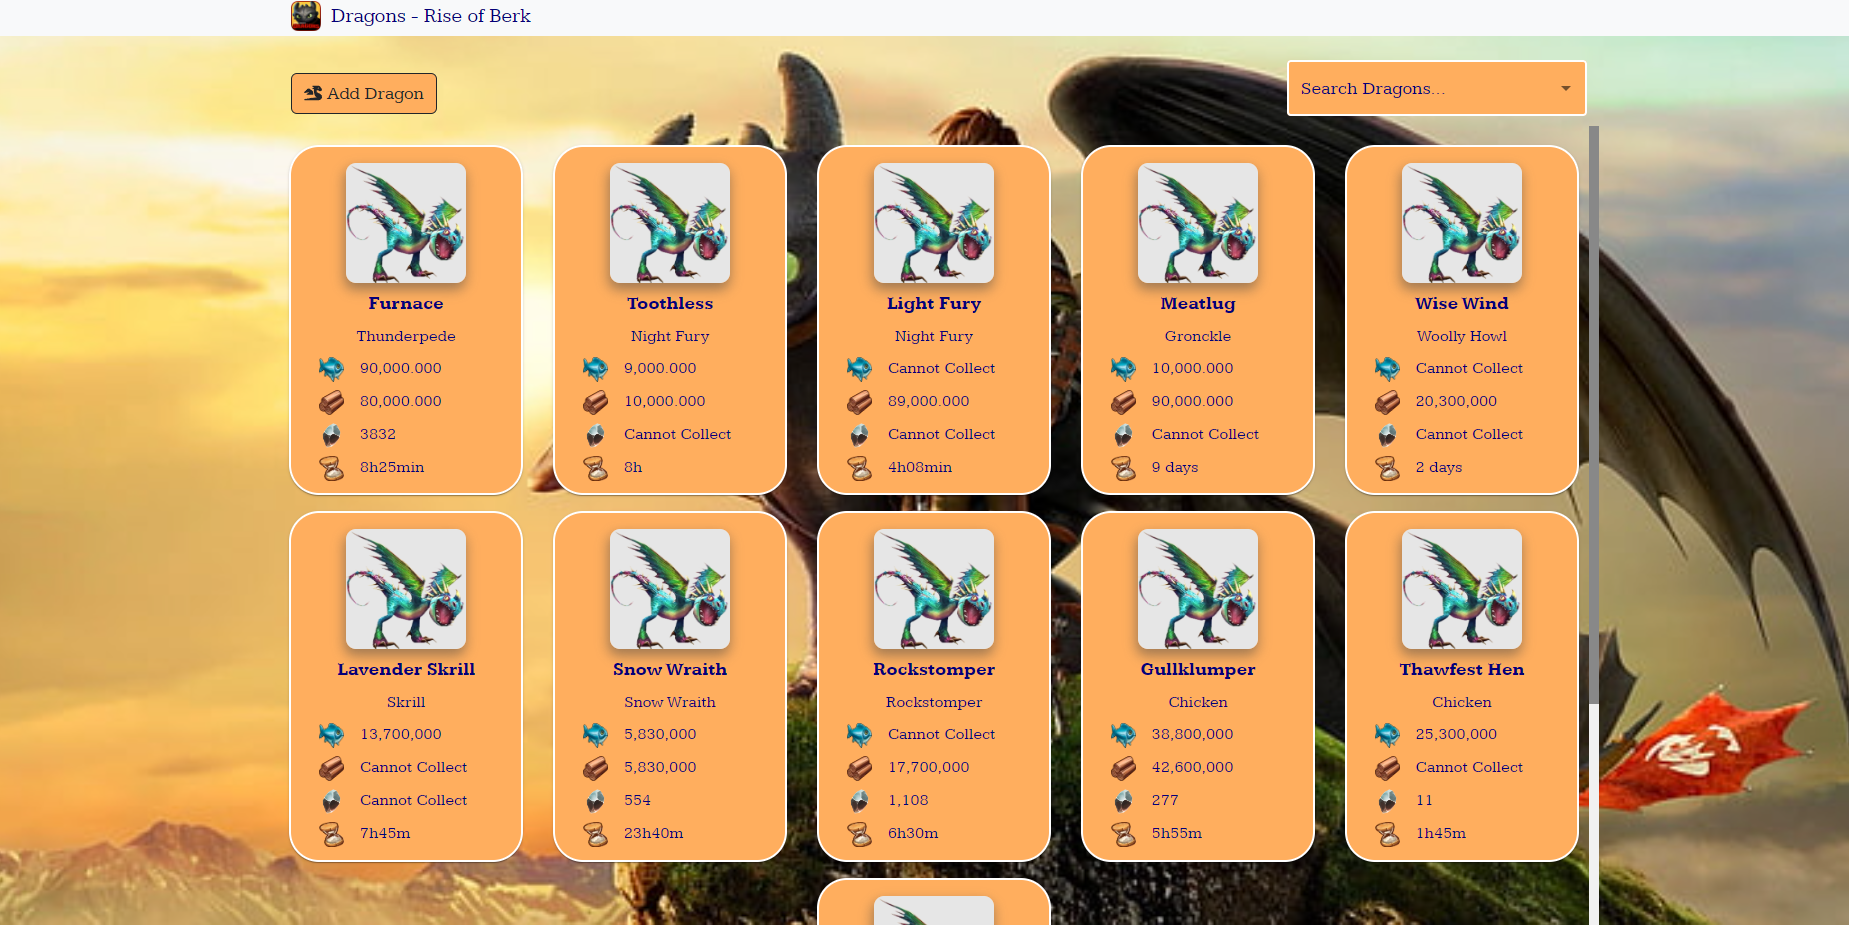 Dragons - Rise of Berk
Add Dragon
Search Dragons...
Furnace
Thunderpede
90,000.000
80,000.000
3832
8h25min
Toothless
Night Fury
9,000.000
10,000.000
Cannot Collect
8h
Light Fury
Night Fury
Cannot Collect
89,000.000
Cannot Collect
4h08min
Meatlug
Gronckle
10,000.000
90,000.000
Cannot Collect
9 days
Wise Wind
Woolly Howl
Cannot Collect
20,300,000
Cannot Collect
2 days
Lavender Skrill
Skrill
13,700,000
Cannot Collect
Cannot Collect
7h45m
Snow Wraith
Snow Wraith
5,830,000
5,830,000
554
23h40m
Rockstomper
Rockstomper
Cannot Collect
17,700,000
1,108
6h30m
Gullklumper
Chicken
38,800,000
42,600,000
277
5h55m
Thawfest Hen
Chicken
25,300,000
Cannot Collect
11
1h45m